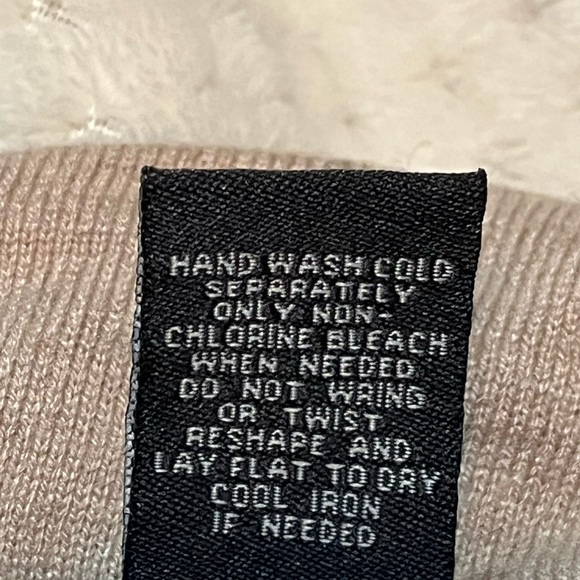 HAND WASH COLD
SEPARATELY
ONLY NON-
CHLORINE BLEACH
WHEN NEEDED
DO NOT WRING
OR TWIST
RESHAPE AND
LAY FLAT TO DRY
COOL IRON
IF NEEDED